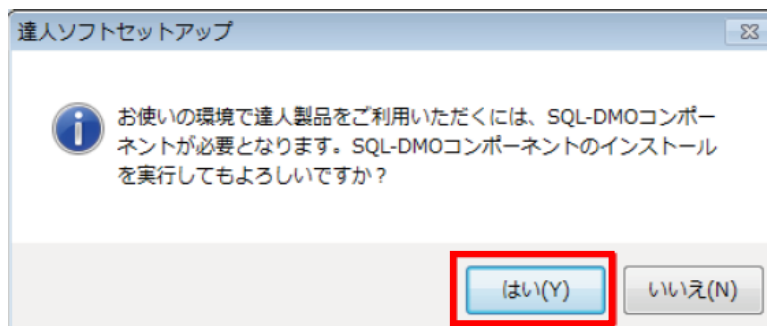 達人ソフトセットアップ
お使いの環境で達人製品をご利用いただくには、SQL-DMOコンポー
ネントが必要となります。SQL-DMOコンポーネントのインストール
を実行してもよろしいですか？
はい(Y)
いいえ(N)